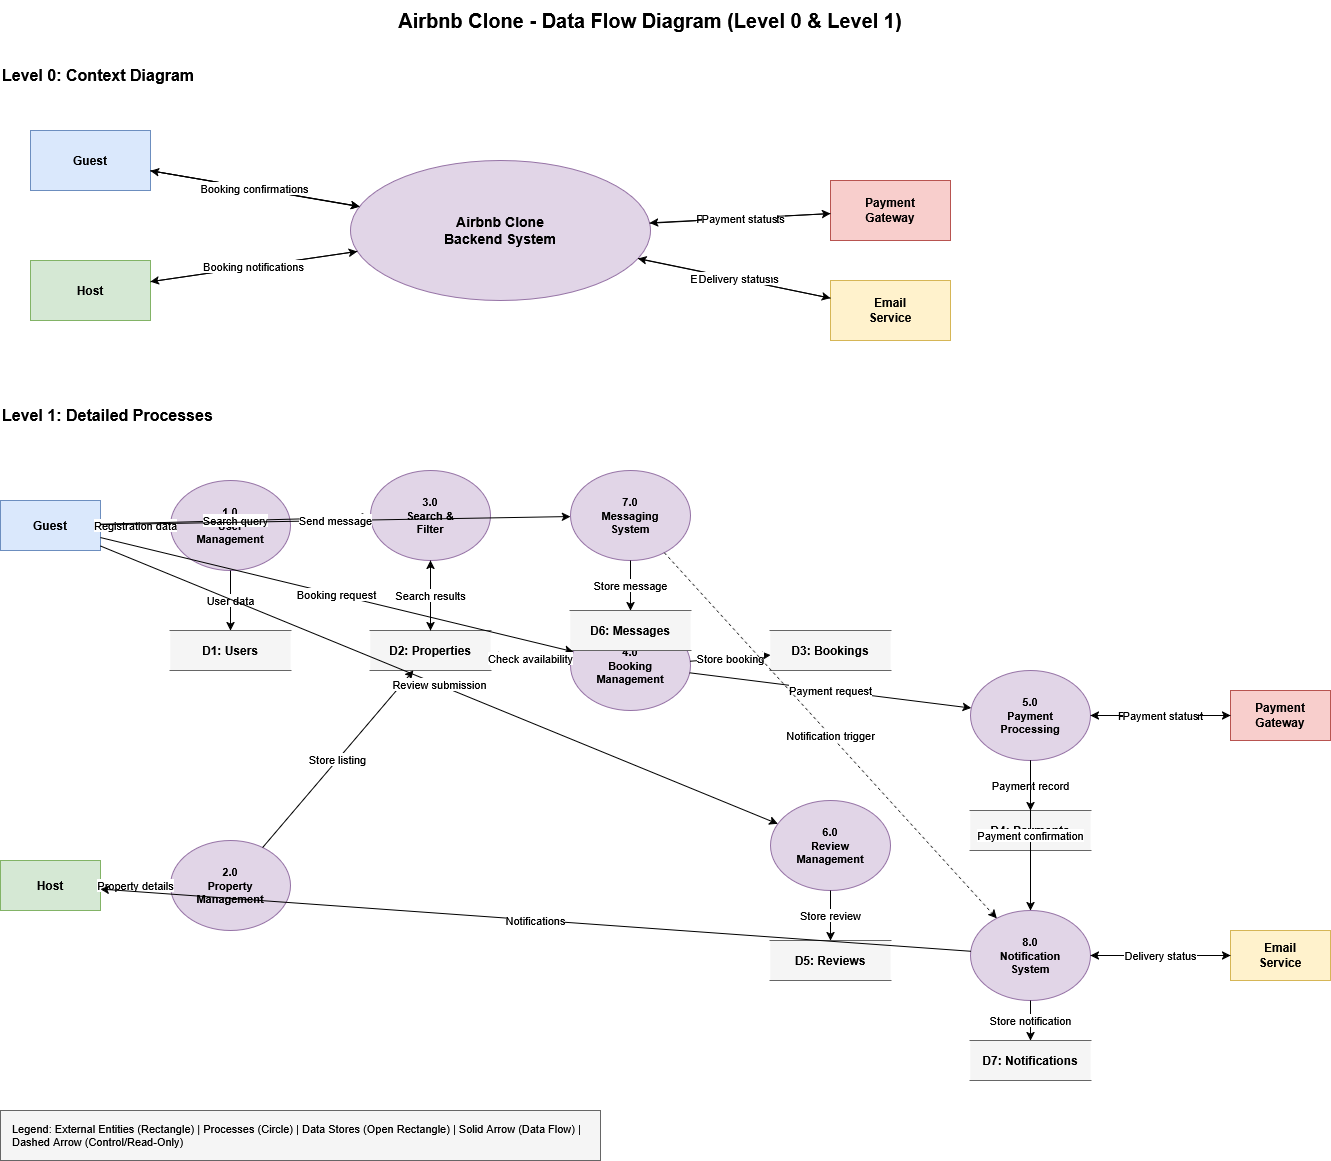 Airbnb Clone - Data Flow Diagram (Level 0 & Level 1)
Level 0: Context Diagram
Guest
Booking confirmations
Airbnb Clone
Backend System
Payment status
Payment
Gateway
Host
Booking notifications
Delivery status
Email
Service
Level 1: Detailed Processes
Guest
Registration data
1.0
User
Management
Search query
Send message
3.0
Search &
Filter
7.0
Messaging
System
User data
Booking request
Search results
Store message
D1: Users
D2: Properties
D6: Messages
Check availability
4.0
Booking
Management
Store booking
D3: Bookings
Review submission
Payment request
5.0
Payment
Processing
Payment status
Payment
Gateway
Store listing
Notification trigger
Payment record
D4: Payments
Payment confirmation
6.0
Review
Management
Host
Property details
2.0
Property
Management
Notifications
Store review
D5: Reviews
8.0
Notification
System
Delivery status
Email
Service
Store notification
D7: Notifications
Legend: External Entities (Rectangle) | Processes (Circle) | Data Stores (Open Rectangle) | Solid Arrow (Data Flow) |
Dashed Arrow (Control/Read-Only)